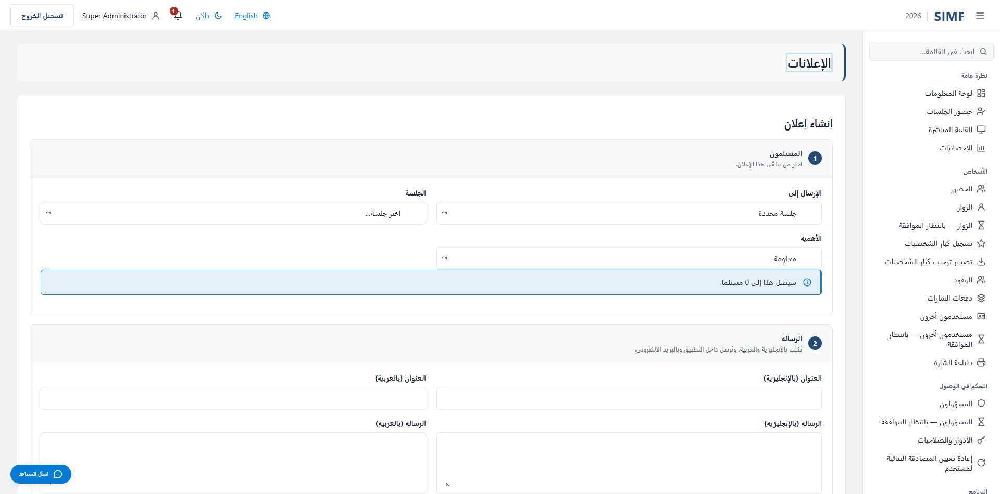 SIMF
2026
English
داكن
1
Super Administrator
تسجيل الخروج
ابحث في القائمة...
نظرة عامة
لوحة المعلومات
حضور الجلسات
القاعة المباشرة
الإحصائيات
الأشخاص
الحضور
الزوار
الزوار — بانتظار الموافقة
تسجيل كبار الشخصيات
تصدير ترحيب كبار الشخصيات
الوفود
دفعات الشارات
مستخدمون آخرون
مستخدمون آخرون — بانتظار
الموافقة
طباعة الشارة
التحكم في الوصول
المسؤولون
المسؤولون — بانتظار الموافقة
الأدوار والصلاحيات
إعادة تعيين المصادقة الثنائية
لمستخدم
البرنامج
الإعلانات
إنشاء إعلان
1
المستلمون
اختر من يتلقّى هذا الإعلان.
الإرسال إلى
الجلسة
جلسة محددة
اختر جلسة...
الأهمية
معلومة
سيصل هذا إلى 0 مستلماً.
2
الرسالة
تُكتب بالإنجليزية والعربية، وتُرسل داخل التطبيق وبالبريد الإلكتروني.
العنوان (بالإنجليزية)
العنوان (بالعربية)
الرسالة (بالإنجليزية)
الرسالة (بالعربية)
اسأل المساعد